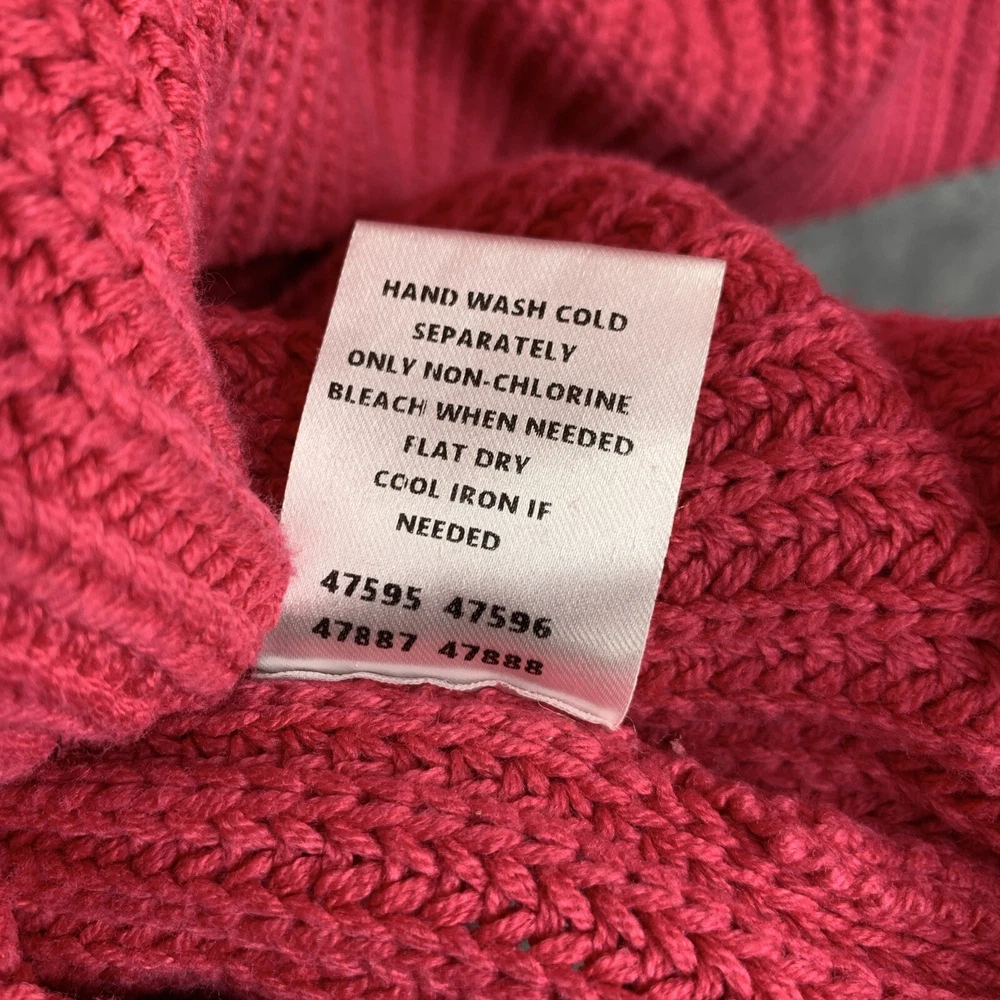 HAND WASH COLD
SEPARATELY
ONLY NON-CHLORINE
BLEACH WHEN NEEDED
FLAT DRY
COOL IRON IF
NEEDED
47595 47596
47887 47888